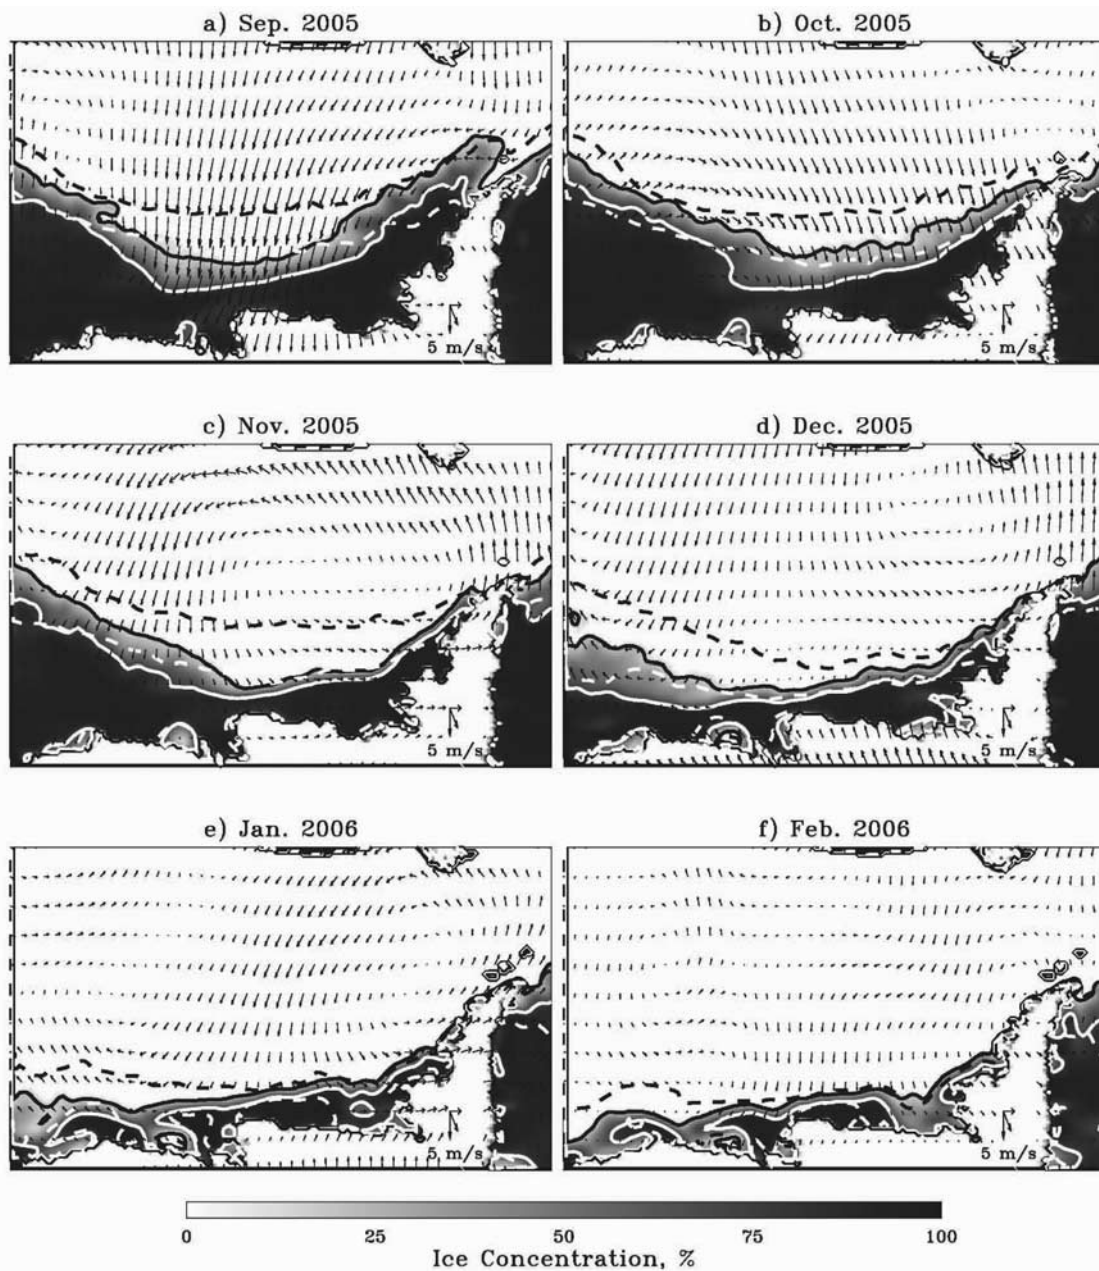 a) Sep. 2005
b) Oct. 2005
5 m/s
5 m/s
c) Nov. 2005
d) Dec. 2005
5 m/s
5 m/s
e) Jan. 2006
f) Feb. 2006
5 m/s
5 m/s
0 25 50 75 100
Ice Concentration, %